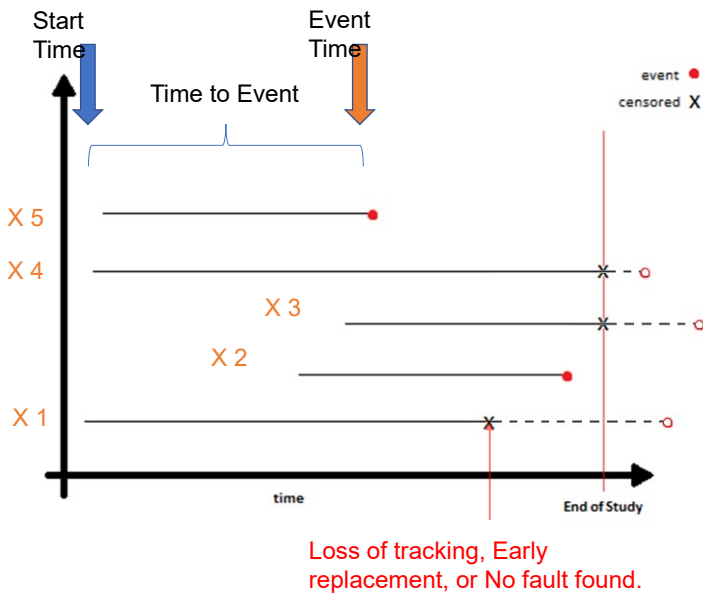 Start
Time
Event
Time
Time to Event
event
censored X
X 5
X 4
X
X 3
X
X 2
X 1
X
time
End of Study
Loss of tracking, Early
replacement, or No fault found.